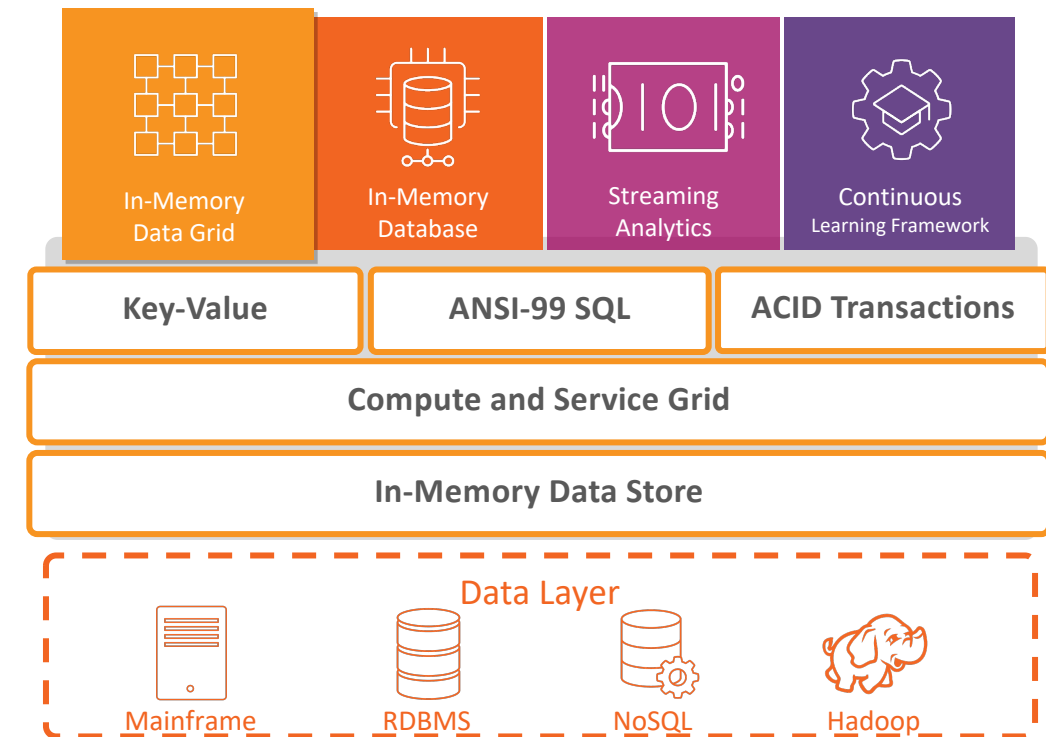 In-Memory
Data Grid
In-Memory
Database
Streaming
Analytics
Continuous
Learning Framework
Key-Value
ANSI-99 SQL
ACID Transactions
Compute and Service Grid
In-Memory Data Store
Data Layer
Mainframe
RDBMS
NoSQL
Hadoop